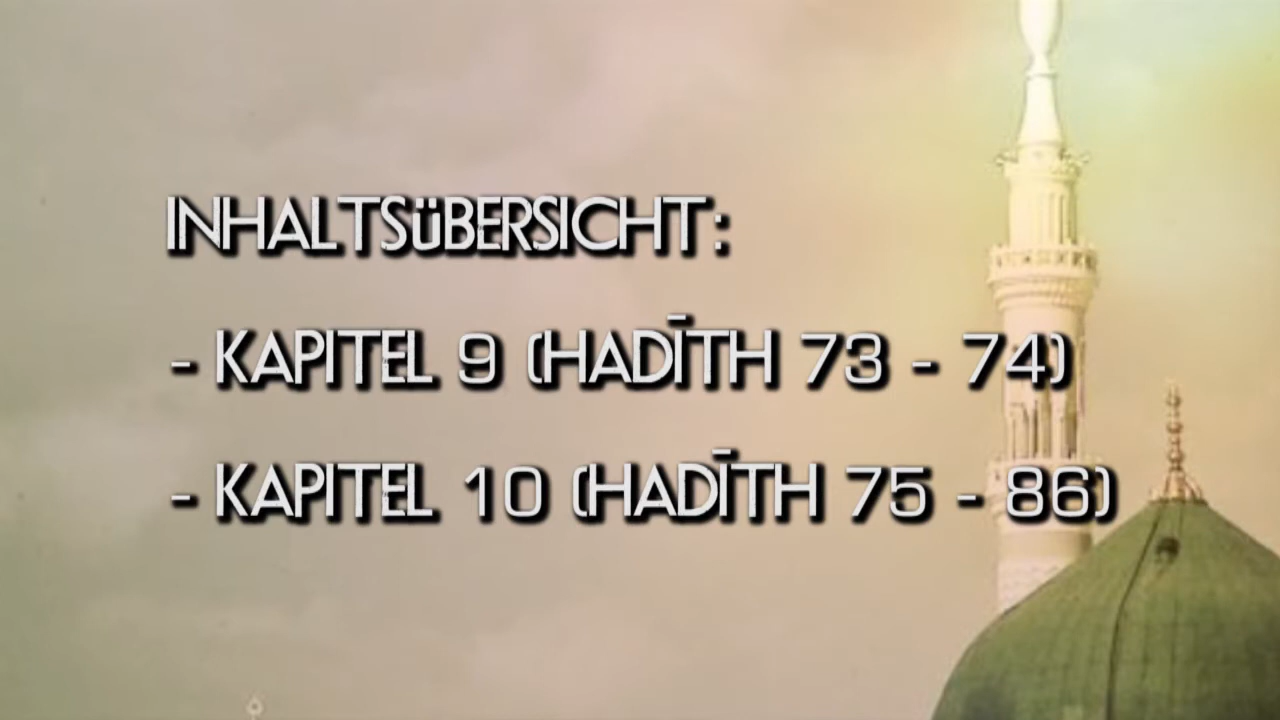 INHALTSÜBERSICHT:
- KAPITEL 9 (HADĪTH 73 - 74)
- KAPITEL 10 (HADĪTH 75 - 86)